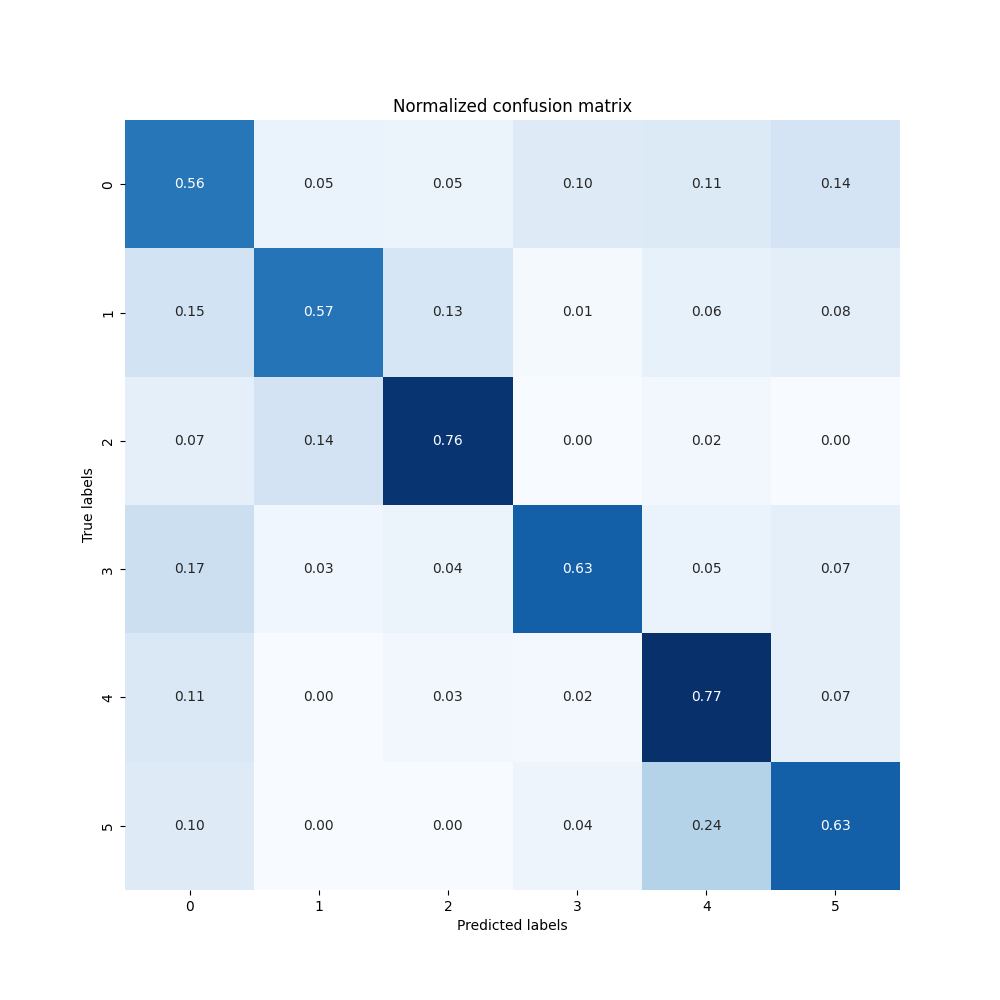 Normalized confusion matrix
0 0.56 0.05 0.05 0.10 0.11 0.14
1 0.15 0.57 0.13 0.01 0.06 0.08
2 0.07 0.14 0.76 0.00 0.02 0.00
3 0.17 0.03 0.04 0.63 0.05 0.07
4 0.11 0.00 0.03 0.02 0.77 0.07
5 0.10 0.00 0.00 0.04 0.24 0.63
True labels
0 1 2 3 4 5
Predicted labels